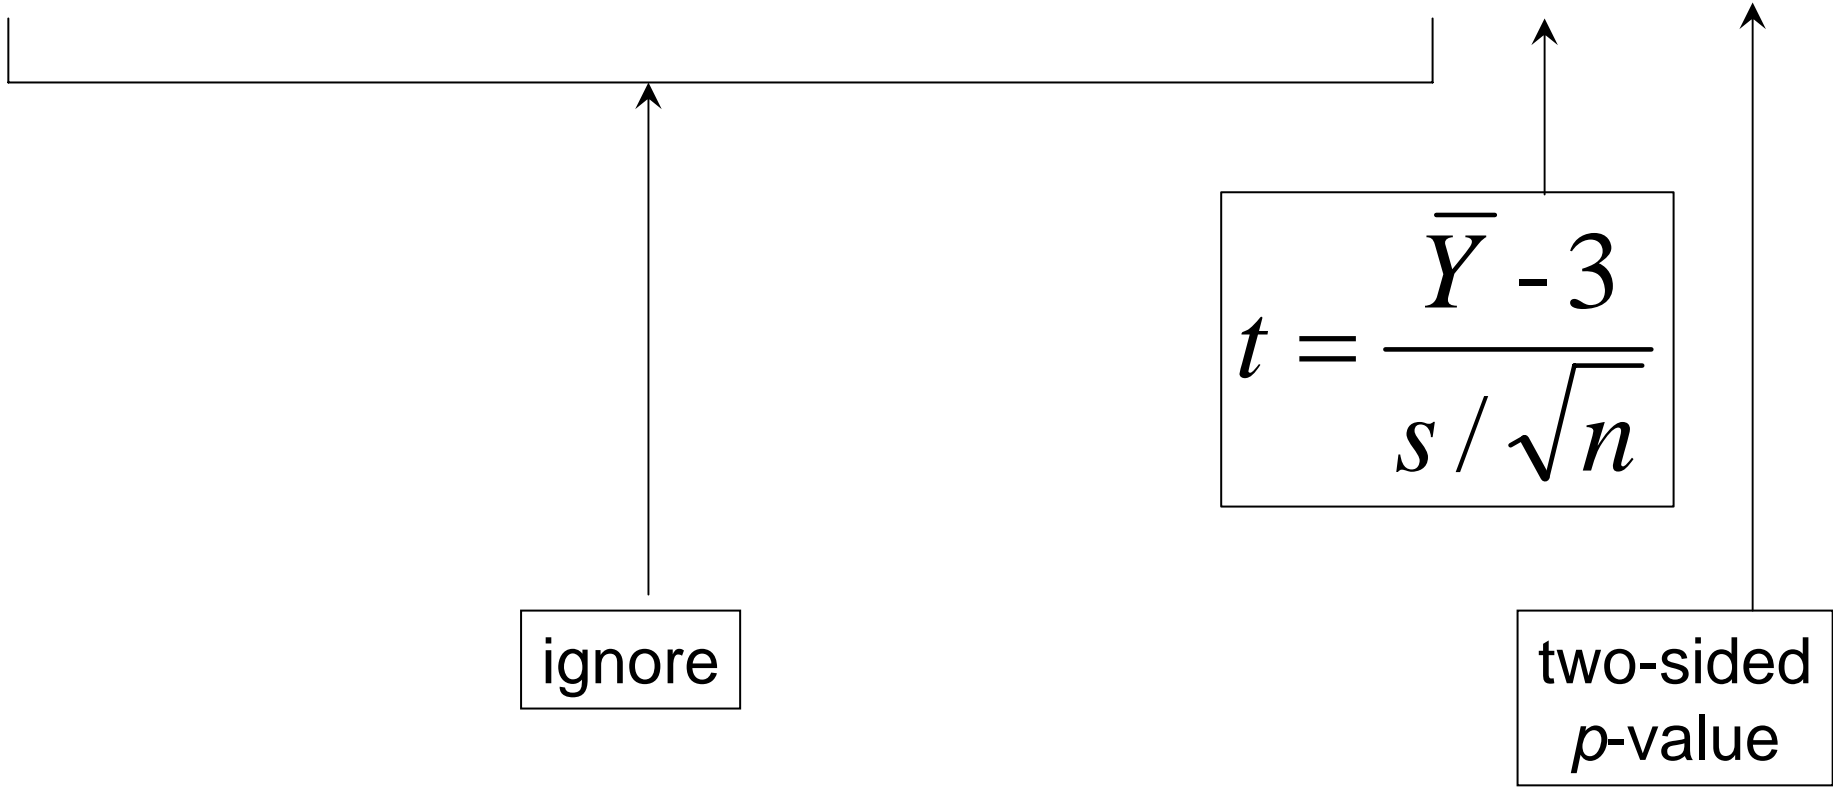 t = (Y̅ - 3) / (s / √n)
ignore
two-sided
p-value